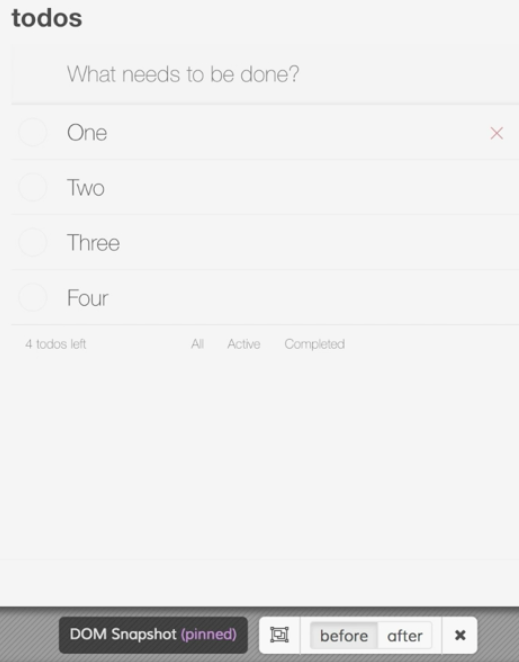 todos
What needs to be done?
One
Two
Three
Four
4 todos left All Active Completed
DOM Snapshot (pinned) before after